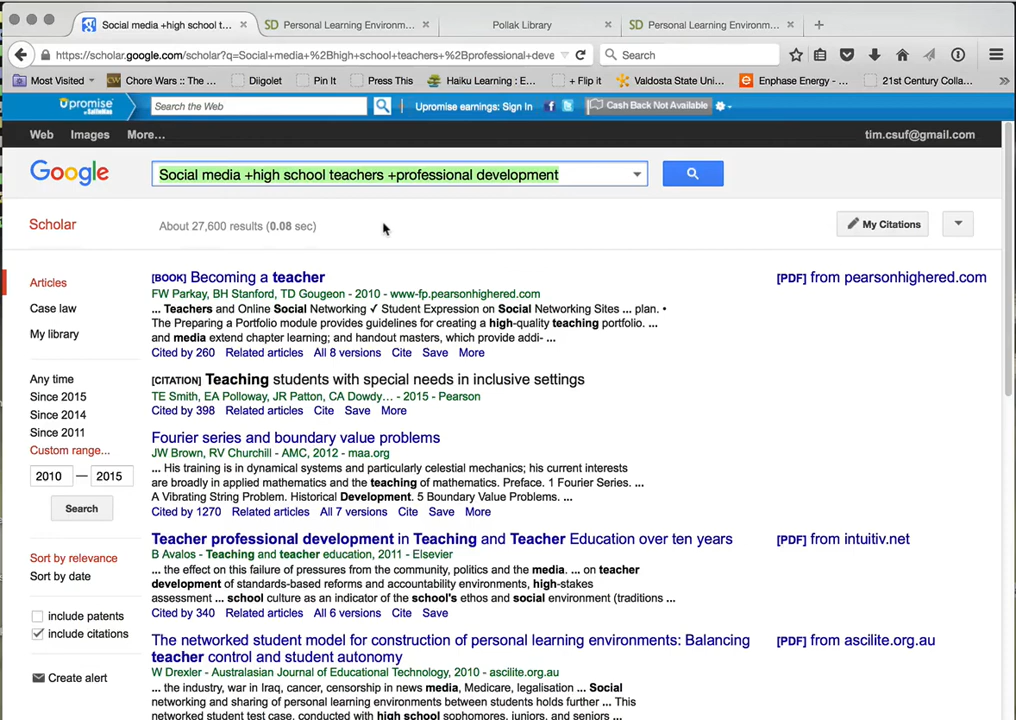 Social media +high school t...
SD Personal Learning Environm...
Pollak Library
SD Personal Learning Environm...
https://scholar.google.com/scholar?q=Social+media+%2Bhigh+school+teachers+%2Bprofessional+deve
Search
Most Visited
Chore Wars :: The ...
Diigolet
Pin It
Press This
Haiku Learning : E...
+ Flip it
Valdosta State Uni...
Enphase Energy - ...
21st Century Colla...
Upromise
by SallieMae
Search the Web
Upromise earnings: Sign In
Cash Back Not Available
Web Images More...
tim.csuf@gmail.com
Google
Social media +high school teachers +professional development
Scholar
About 27,600 results (0.08 sec)
My Citations
Articles
Case law
My library
Any time
Since 2015
Since 2014
Since 2011
Custom range...
2010 — 2015
Search
Sort by relevance
Sort by date
include patents
include citations
Create alert
[BOOK] Becoming a teacher
FW Parkay, BH Stanford, TD Gougeon - 2010 - www-fp.pearsonhighered.com
... Teachers and Online Social Networking ✓ Student Expression on Social Networking Sites ... plan. •
The Preparing a Portfolio module provides guidelines for creating a high-quality teaching portfolio. ...
and media extend chapter learning; and handout masters, which provide addi- ...
Cited by 260 Related articles All 8 versions Cite Save More
[PDF] from pearsonhighered.com
[CITATION] Teaching students with special needs in inclusive settings
TE Smith, EA Polloway, JR Patton, CA Dowdy... - 2015 - Pearson
Cited by 398 Related articles Cite Save More
Fourier series and boundary value problems
JW Brown, RV Churchill - AMC, 2012 - maa.org
... His training is in dynamical systems and particularly celestial mechanics; his current interests
are broadly in applied mathematics and the teaching of mathematics. Preface. 1 Fourier Series. ...
A Vibrating String Problem. Historical Development. 5 Boundary Value Problems. ...
Cited by 1270 Related articles All 7 versions Cite Save More
Teacher professional development in Teaching and Teacher Education over ten years
B Avalos - Teaching and teacher education, 2011 - Elsevier
... the effect on this failure of pressures from the community, politics and the media. ... on teacher
development of standards-based reforms and accountability environments, high-stakes
assessment ... school culture as an indicator of the school's ethos and social environment (traditions ...
Cited by 340 Related articles All 6 versions Cite Save
[PDF] from intuitiv.net
The networked student model for construction of personal learning environments: Balancing
teacher control and student autonomy
W Drexler - Australasian Journal of Educational Technology, 2010 - ascilite.org.au
... the industry, war in Iraq, cancer, censorship in news media, Medicare, legalisation ... Social
networking and sharing of personal learning environments between students holds further ... This
networked student test case, conducted with high school sophomores, juniors, and seniors ...
[PDF] from ascilite.org.au